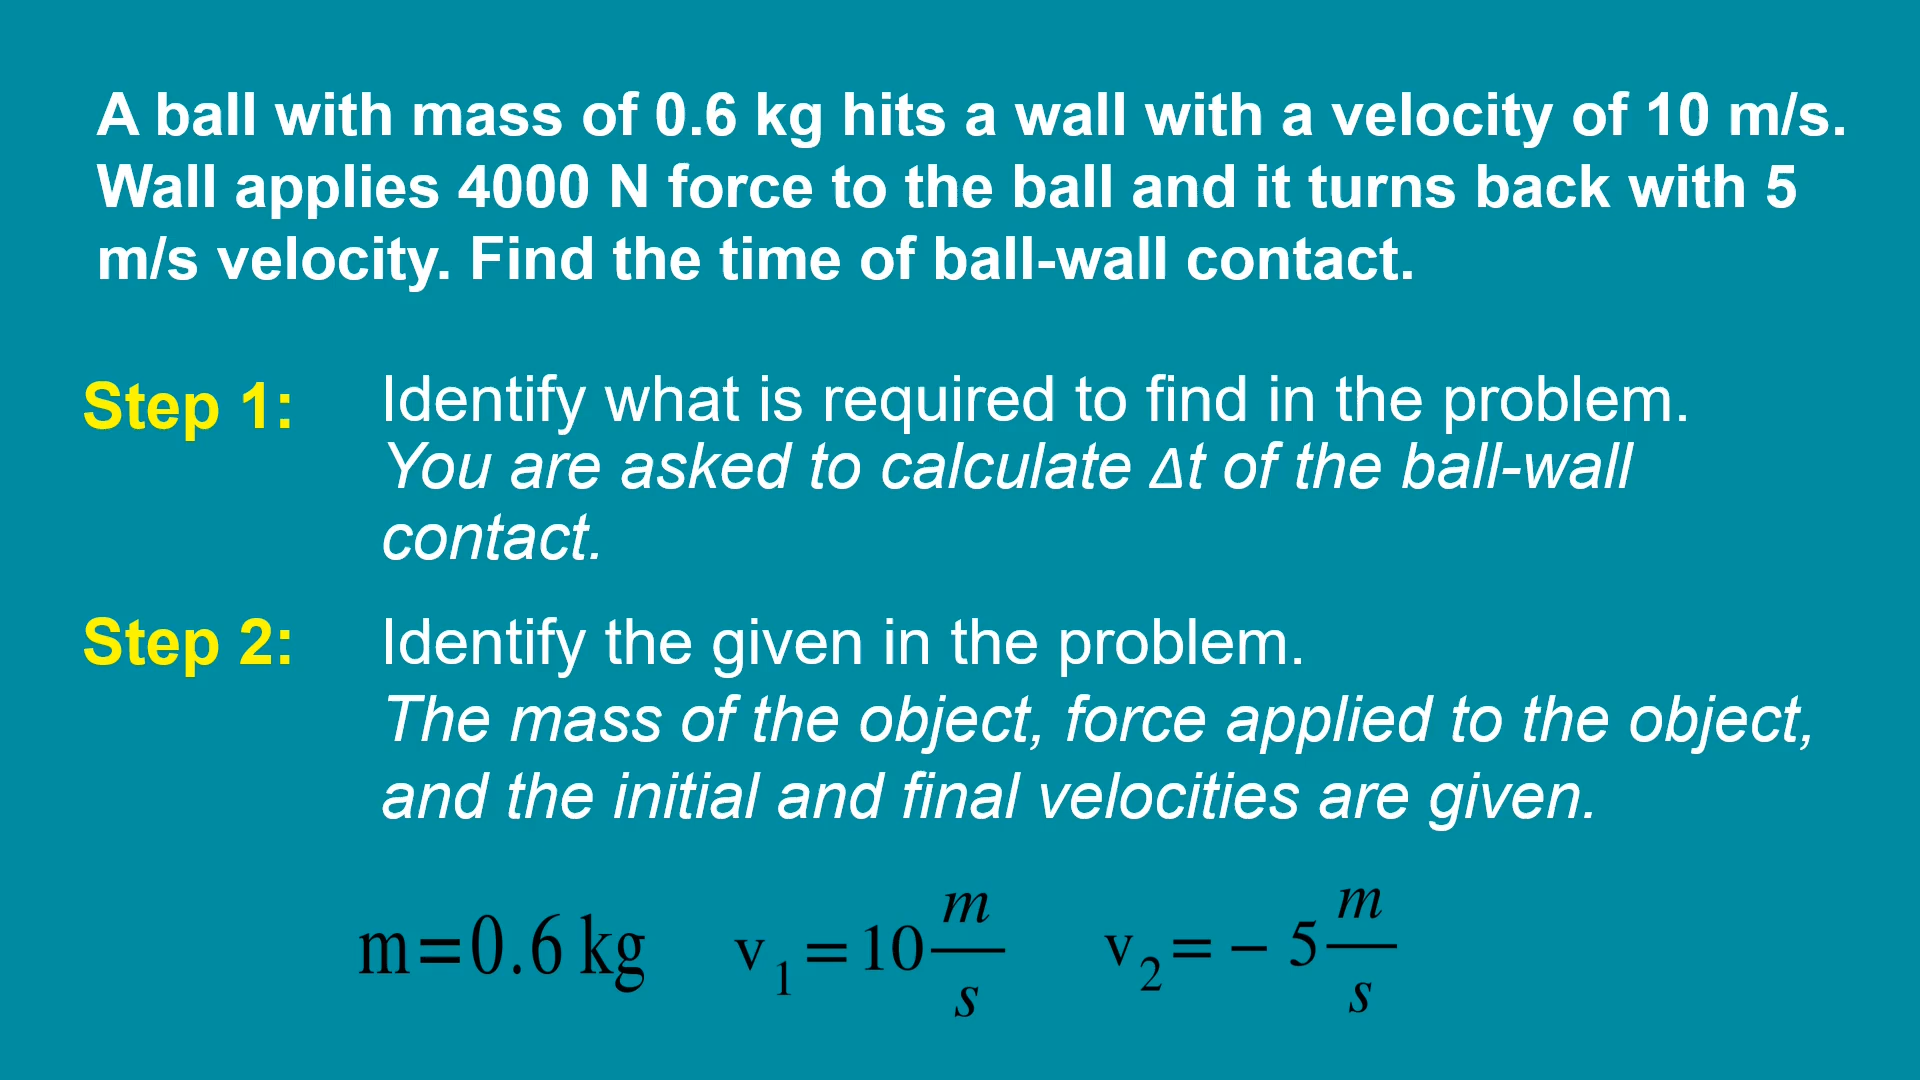 A ball with mass of 0.6 kg hits a wall with a velocity of 10 m/s.
Wall applies 4000 N force to the ball and it turns back with 5
m/s velocity. Find the time of ball-wall contact.
Step 1: Identify what is required to find in the problem.
You are asked to calculate Δt of the ball-wall
contact.
Step 2: Identify the given in the problem.
The mass of the object, force applied to the object,
and the initial and final velocities are given.
m=0.6 kg v₁=10 m/s v₂=− 5 m/s